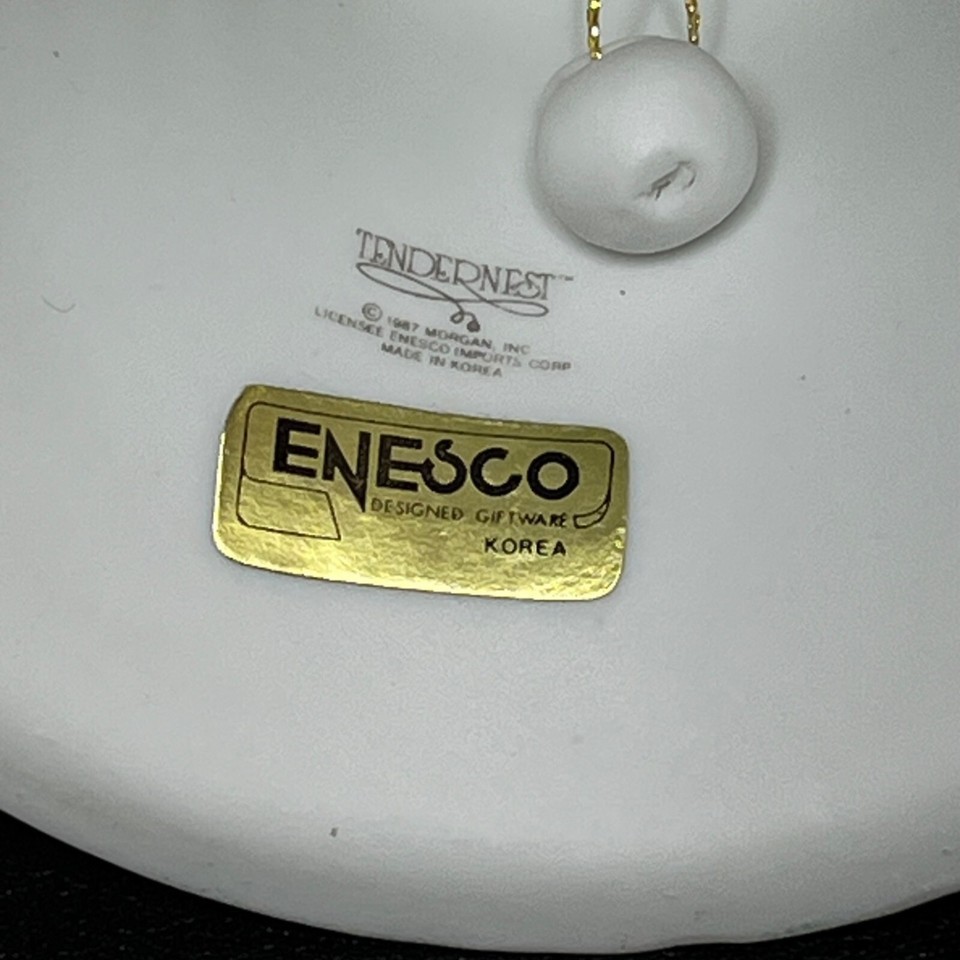 TENDERNEST™
© 1987 MORGAN, INC
LICENSEE ENESCO IMPORTS CORP
MADE IN KOREA
ENESCO
DESIGNED GIFTWARE
KOREA